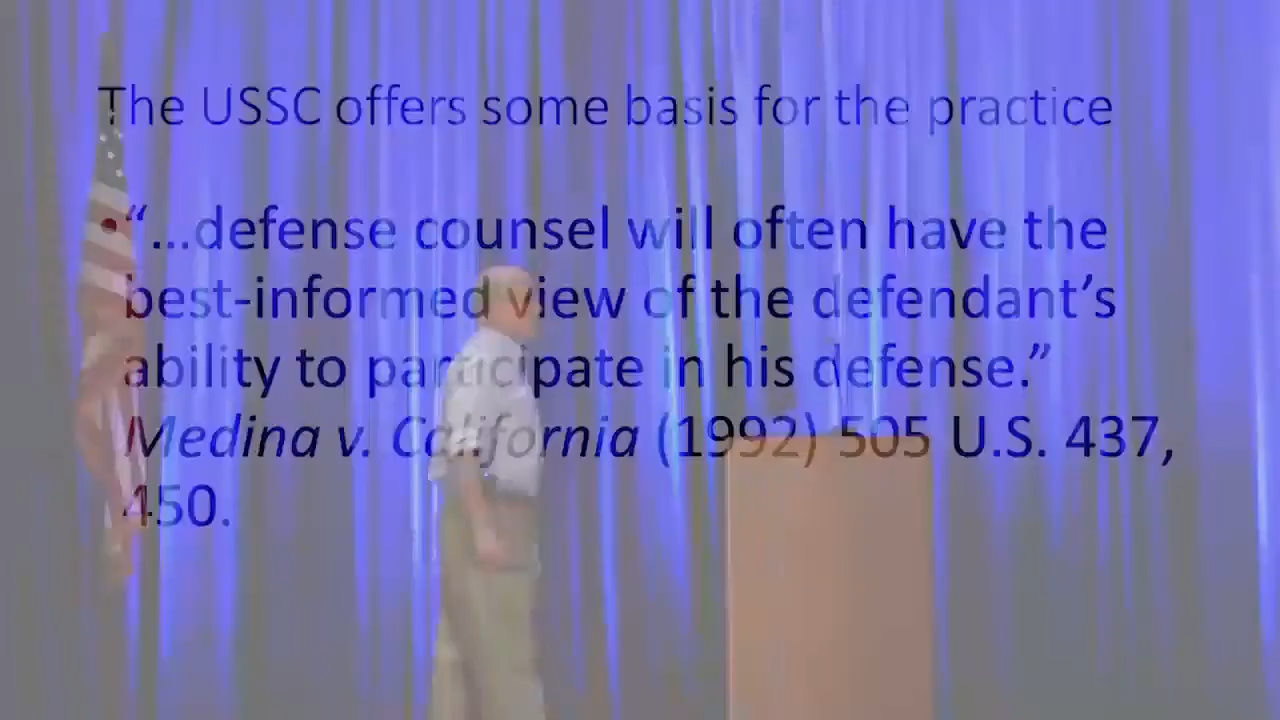 The USSC offers some basis for the practice
•“…defense counsel will often have the
best-informed view of the defendant’s
ability to participate in his defense.”
Medina v. California (1992) 505 U.S. 437,
450.